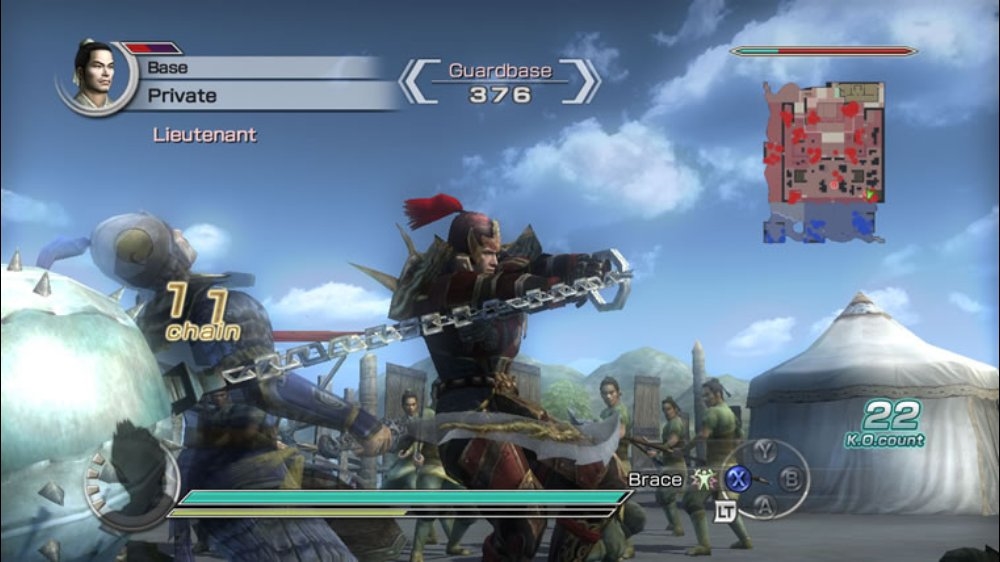 Base
Private
Lieutenant
Guardbase
376
11
chain
22
K.O.count
Brace
X
Y
B
A
LT